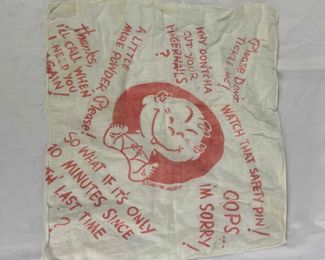 Please Don't
TICKLE ME!
WHY DON'TCHA
CUT YOUR
FINGERNAILS
?
A LITTLE
MORE POWDER
Please!
THANKS,
I'LL CALL WHEN
I NEED YOU
AGAIN!
WATCH THAT SAFETY PIN!
OOPS...
I'M SORRY!
SO WHAT IF IT'S ONLY
10 MINUTES SINCE
LAST TIME
?